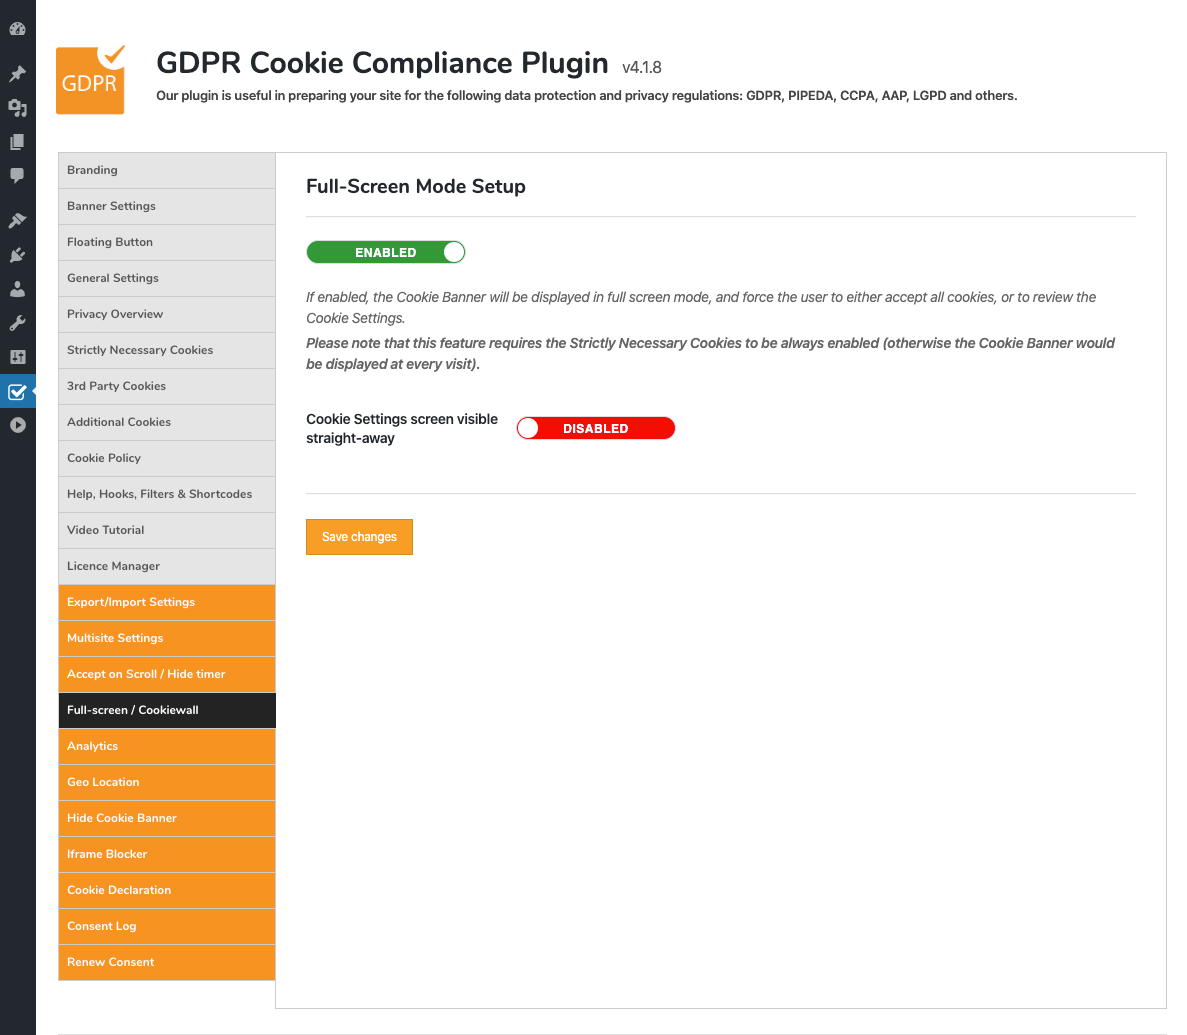 GDPR
GDPR Cookie Compliance Plugin v4.1.8
Our plugin is useful in preparing your site for the following data protection and privacy regulations: GDPR, PIPEDA, CCPA, AAP, LGPD and others.
Branding
Banner Settings
Floating Button
General Settings
Privacy Overview
Strictly Necessary Cookies
3rd Party Cookies
Additional Cookies
Cookie Policy
Help, Hooks, Filters & Shortcodes
Video Tutorial
Licence Manager
Export/Import Settings
Multisite Settings
Accept on Scroll / Hide timer
Full-screen / Cookiewall
Analytics
Geo Location
Hide Cookie Banner
Iframe Blocker
Cookie Declaration
Consent Log
Renew Consent
Full-Screen Mode Setup
ENABLED
If enabled, the Cookie Banner will be displayed in full screen mode, and force the user to either accept all cookies, or to review the
Cookie Settings.
Please note that this feature requires the Strictly Necessary Cookies to be always enabled (otherwise the Cookie Banner would
be displayed at every visit).
Cookie Settings screen visible
straight-away
DISABLED
Save changes